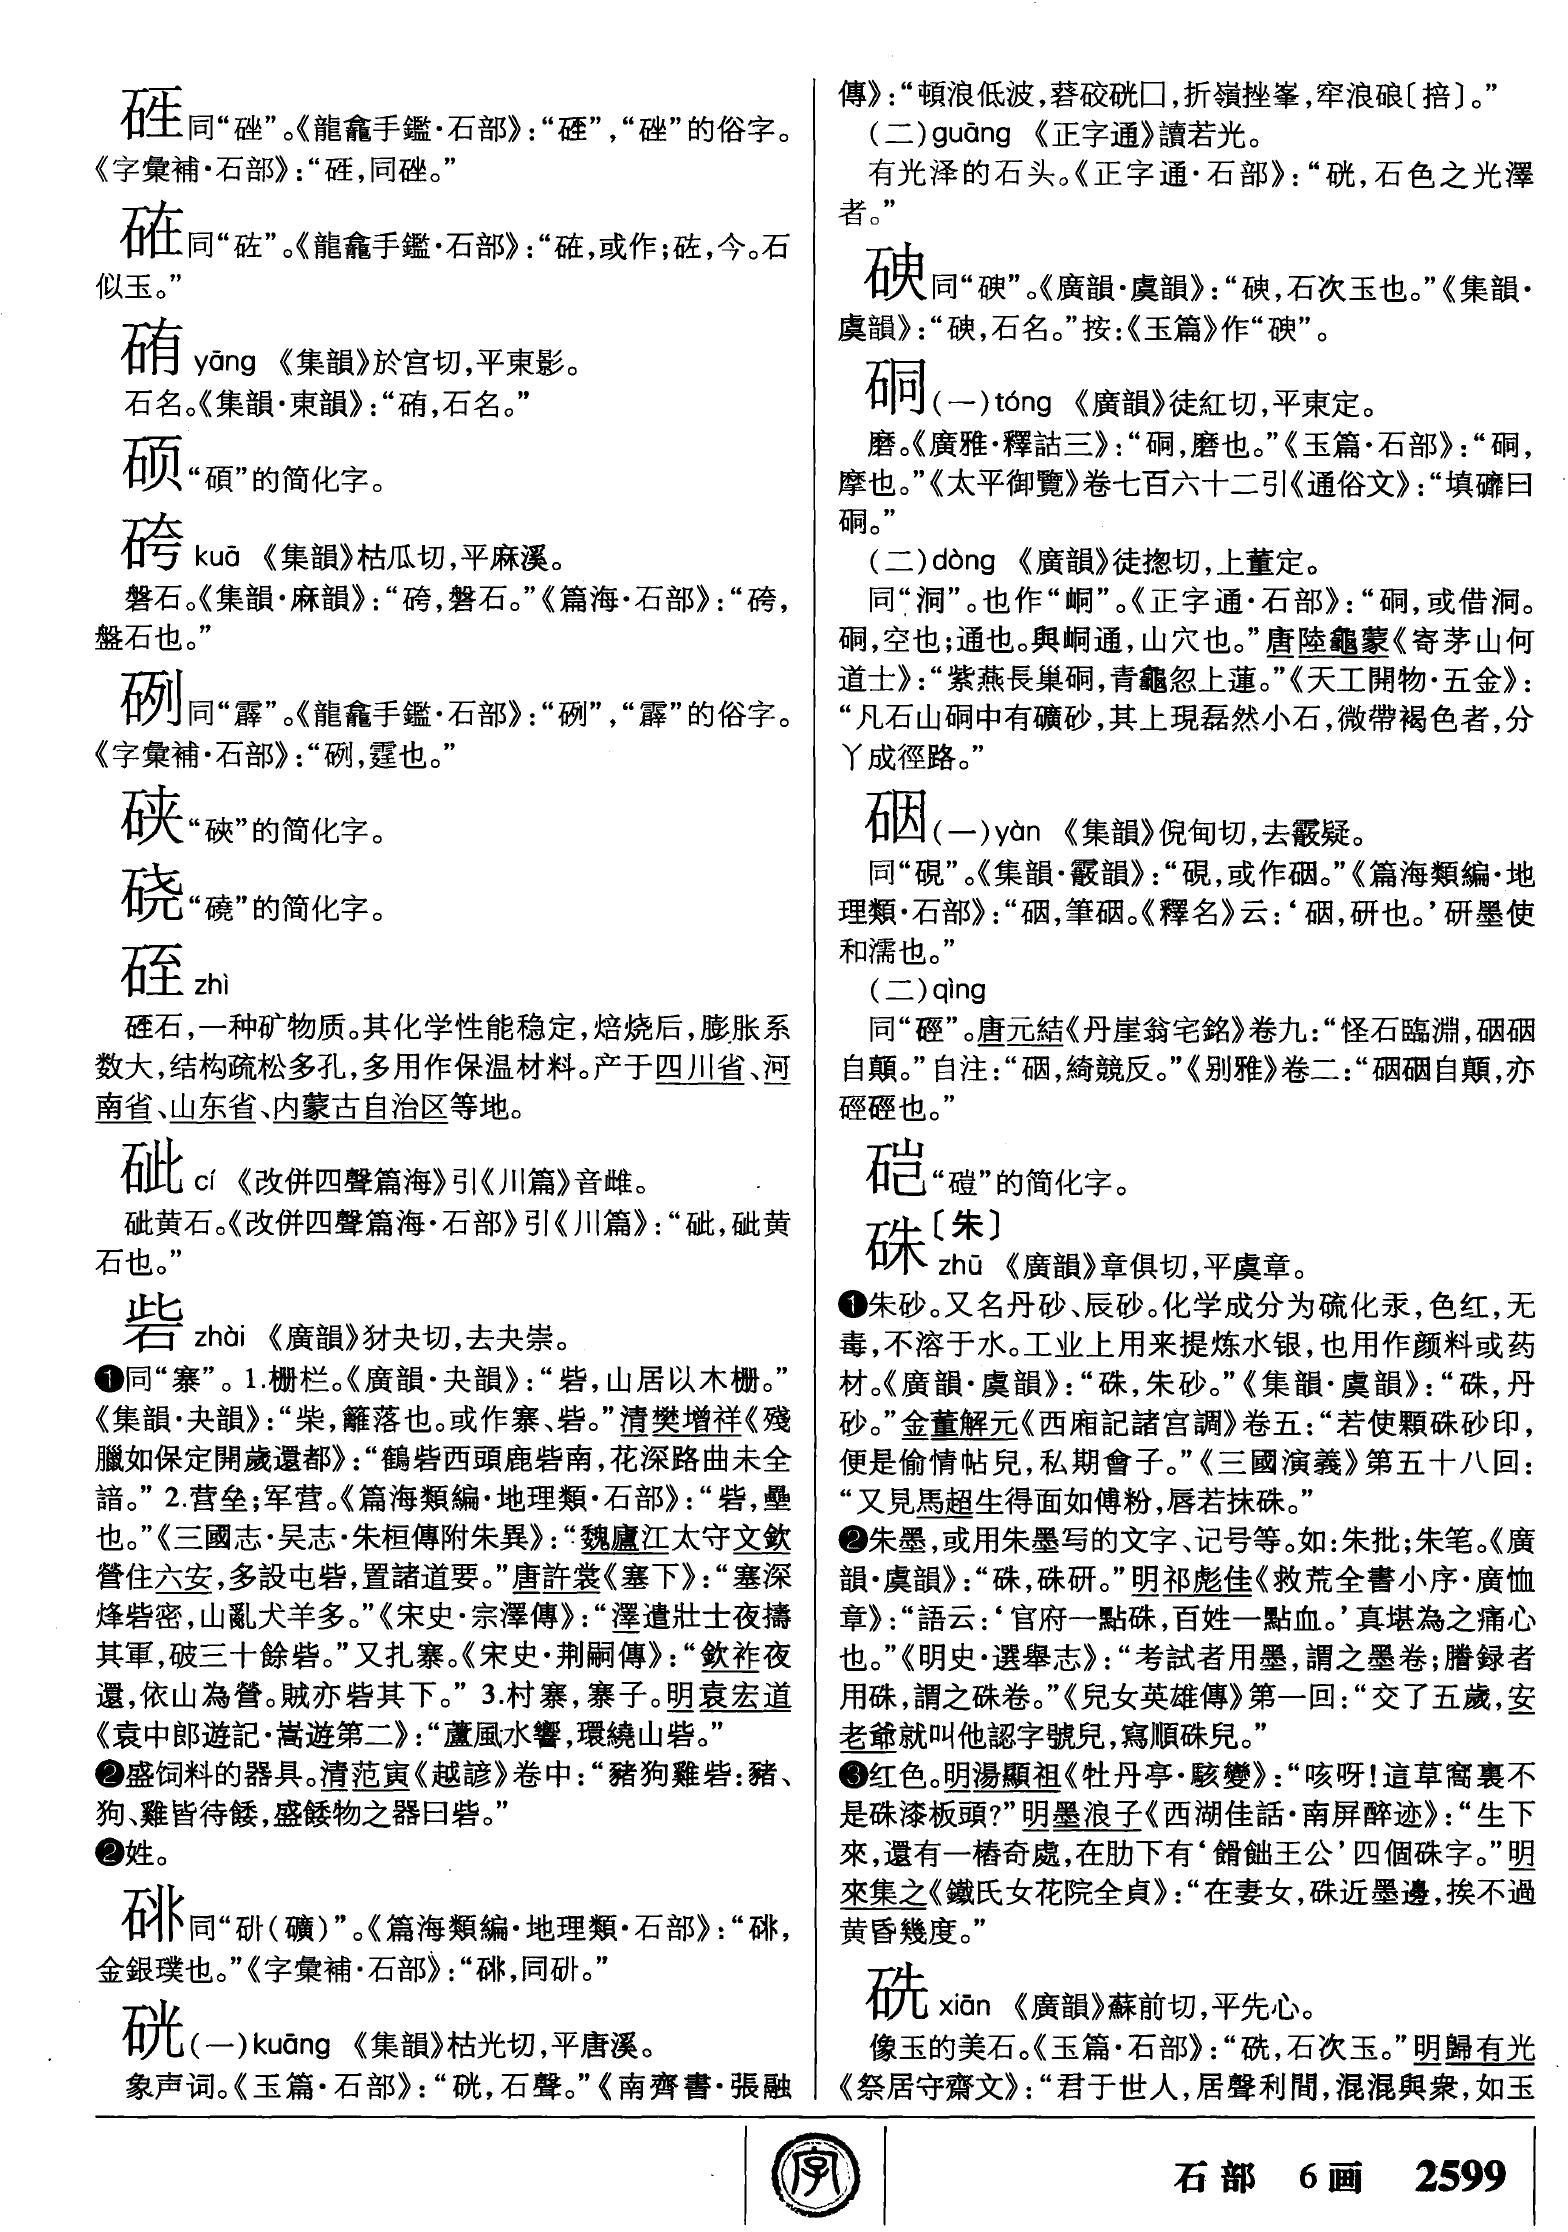 同“硰”。《龍龕手鑑·石部》：“”，“”的俗字。
《字彙補·石部》：“，同。”
同“砡”。《龍龕手鑑·石部》：“，或作；，今。石
似玉。”
硧 yāng 《集韻》於宫切，平東影。
石名。《集韻·東韻》：“，石名。”
硕“碩”的简化字。
硆 kuā 《集韻》枯瓜切，平麻溪。
磐石。《集韻·麻韻》：“，磐石。”《篇海·石部》：“，
盤石也。”
同“霹”。《龍龕手鑑·石部》：“”，“霹”的俗字。
《字彙補·石部》：“，霆也。”
硖“硤”的简化字。
硗“磽”的简化字。
硅 zhì
石，一种矿物质。其化学性能稳定，焙烧后，膨胀系
数大，结构疏松多孔，多用作保温材料。产于四川省、河
南省、山东省、内蒙古自治区等地。
cí 《改併四聲篇海》引《川篇》音雌。
黄石。《改併四聲篇海·石部》引《川篇》：“，黄
石也。”
砦 zhài 《廣韻》犲夬切，去夬崇。
❶同“寨”。1.栅栏。《廣韻·夬韻》：“砦，山居以木栅。”
《集韻·夬韻》：“柴，籬落也。或作寨、砦。”清樊增祥《殘
臘如保定開歲還都》：“鶴砦西頭鹿砦南，花深路曲未全
諳。”2.营垒；军营。《篇海類編·地理類·石部》：“砦，壘
也。”《三國志·吴志·朱桓傳附朱異》：“魏廬江太守文欽
營住六安，多設屯砦，置諸道要。”唐許裳《塞下》：“塞深
烽砦密，山亂犬羊多。”《宋史·宗澤傳》：“澤遣壯士夜擣
其軍，破三十餘砦。”又扎寨。《宋史·荆嗣傳》：“欽祚夜
還，依山為營。賊亦砦其下。”3.村寨，寨子。明袁宏道
《袁中郎遊記·嵩遊第二》：“蘆風水響，環繞山砦。”
❷盛饲料的器具。清范寅《越諺》卷中：“豬狗雞砦：豬、
狗、雞皆待餧，盛餧物之器曰砦。”
❷姓。
同“（礦）”。《篇海類編·地理類·石部》：“，
金銀璞也。”《字彙補·石部》：“，同。”
硄（一）kuāng 《集韻》枯光切，平唐溪。
象声词。《玉篇·石部》：“硄，石聲。”《南齊書·張融
傳》：“頓浪低波，䂫硄囗，折嶺挫峯，牢浪硠〔掊〕。”
（二）guāng 《正字通》讀若光。
有光泽的石头。《正字通·石部》：“硄，石色之光澤
者。”
同“碝”。《廣韻·虞韻》：“，石次玉也。”《集韻·
虞韻》：“，石名。”按：《玉篇》作“”。
硐（一）tóng 《廣韻》徒紅切，平東定。
磨。《廣雅·釋詁三》：“硐，磨也。”《玉篇·石部》：“硐，
摩也。”《太平御覽》卷七百六十二引《通俗文》：“填礳曰
硐。”
（二）dòng 《廣韻》徒揔切，上董定。
同“洞”。也作“峒”。《正字通·石部》：“硐，或借洞。
硐，空也；通也。與峒通，山穴也。”唐陸龜蒙《寄茅山何
道士》：“紫燕長巢硐，青龜忽上蓮。”《天工開物·五金》：
“凡石山硐中有礦砂，其上現磊然小石，微帶褐色者，分
丫成徑路。”
硱（一）yàn 《集韻》倪甸切，去霰疑。
同“硯”。《集韻·霰韻》：“硯，或作䂩。”《篇海類編·地
理類·石部》：“䂩，筆䂩。《釋名》云：‘䂩，研也。’研墨使
和濡也。”
（二）qìng
同“硜”。唐元結《丹崖翁宅銘》卷九：“怪石臨淵，䂩䂩
自顛。”自注：“䂩，綺競反。”《别雅》卷二：“䂩䂩自顛，亦
硜硜也。”
硙“磑”的简化字。
硃〔朱〕
zhū 《廣韻》章俱切，平虞章。
❶朱砂。又名丹砂、辰砂。化学成分为硫化汞，色红，无
毒，不溶于水。工业上用来提炼水银，也用作颜料或药
材。《廣韻·虞韻》：“硃，朱砂。”《集韻·虞韻》：“硃，丹
砂。”金董解元《西廂記諸宫調》卷五：“若使顆硃砂印，
便是偷情帖兒，私期會子。”《三國演義》第五十八回：
“又見馬超生得面如傅粉，唇若抹硃。”
❷朱墨，或用朱墨写的文字、记号等。如：朱批；朱笔。《廣
韻·虞韻》：“硃，硃研。”明祁彪佳《救荒全書小序·廣恤
章》：“語云：‘官府一點硃，百姓一點血。’真堪為之痛心
也。”《明史·選舉志》：“考試者用墨，謂之墨卷；謄録者
用硃，謂之硃卷。”《兒女英雄傳》第一回：“交了五歲，安
老爺就叫他認字號兒，寫順硃兒。”
❸红色。明湯顯祖《牡丹亭·駭變》：“咳呀！這草窩裏不
是硃漆板頭？”明墨浪子《西湖佳話·南屏醉迹》：“生下
來，還有一樁奇處，在肋下有‘餶飿王公’四個硃字。”明
來集之《鐵氏女花院全貞》：“在妻女，硃近墨邊，挨不過
黄昏幾度。”
硄 xiān 《廣韻》蘇前切，平先心。
像玉的美石。《玉篇·石部》：“硗，石次玉。”明歸有光
《祭居守齋文》：“君于世人，居聲利間，混混與衆，如玉
字
石部 6画 2599